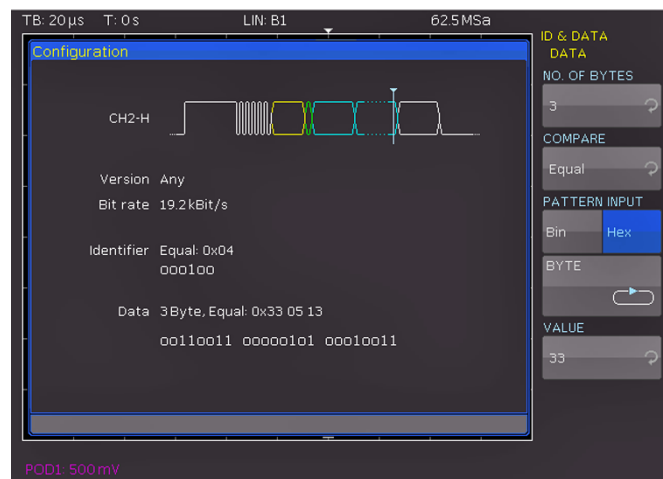 TB: 20µs T: 0s LIN: B1 62.5MSa
Configuration
CH2-H
Version Any
Bit rate 19.2kBit/s
Identifier Equal: 0x04
000100
Data 3Byte, Equal: 0x33 05 13
00110011 00000101 00010011
POD1: 500mV
ID & DATA
DATA
NO. OF BYTES
3
COMPARE
Equal
PATTERN INPUT
Bin Hex
BYTE
VALUE
33